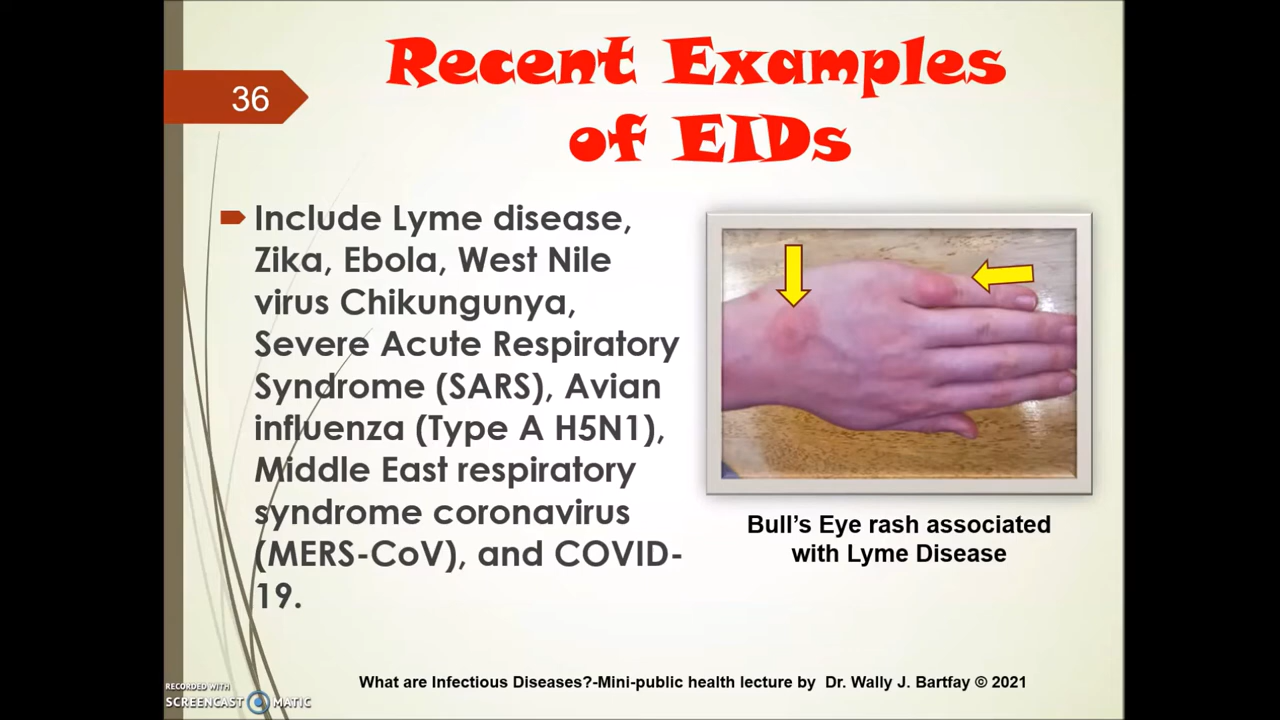 36
Recent Examples
of EIDs
Include Lyme disease,
Zika, Ebola, West Nile
virus Chikungunya,
Severe Acute Respiratory
Syndrome (SARS), Avian
influenza (Type A H5N1),
Middle East respiratory
syndrome coronavirus
(MERS-CoV), and COVID-
19.
Bull's Eye rash associated
with Lyme Disease
What are Infectious Diseases?-Mini-public health lecture by  Dr. Wally J. Bartfay © 2021
RECORDED WITH
SCREENCAST MATIC